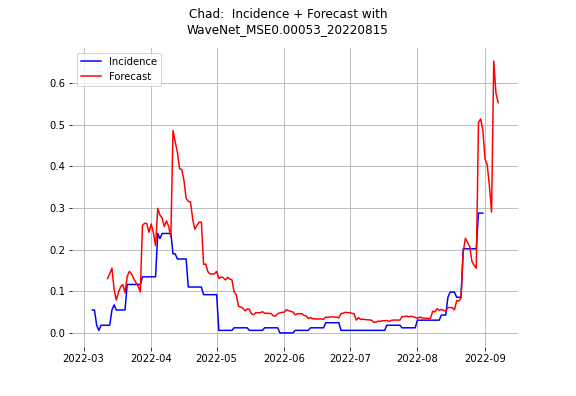 Chad:  Incidence + Forecast with
WaveNet_MSE0.00053_20220815
Incidence
Forecast
0.6
0.5
0.4
0.3
0.2
0.1
0.0
2022-03 2022-04 2022-05 2022-06 2022-07 2022-08 2022-09